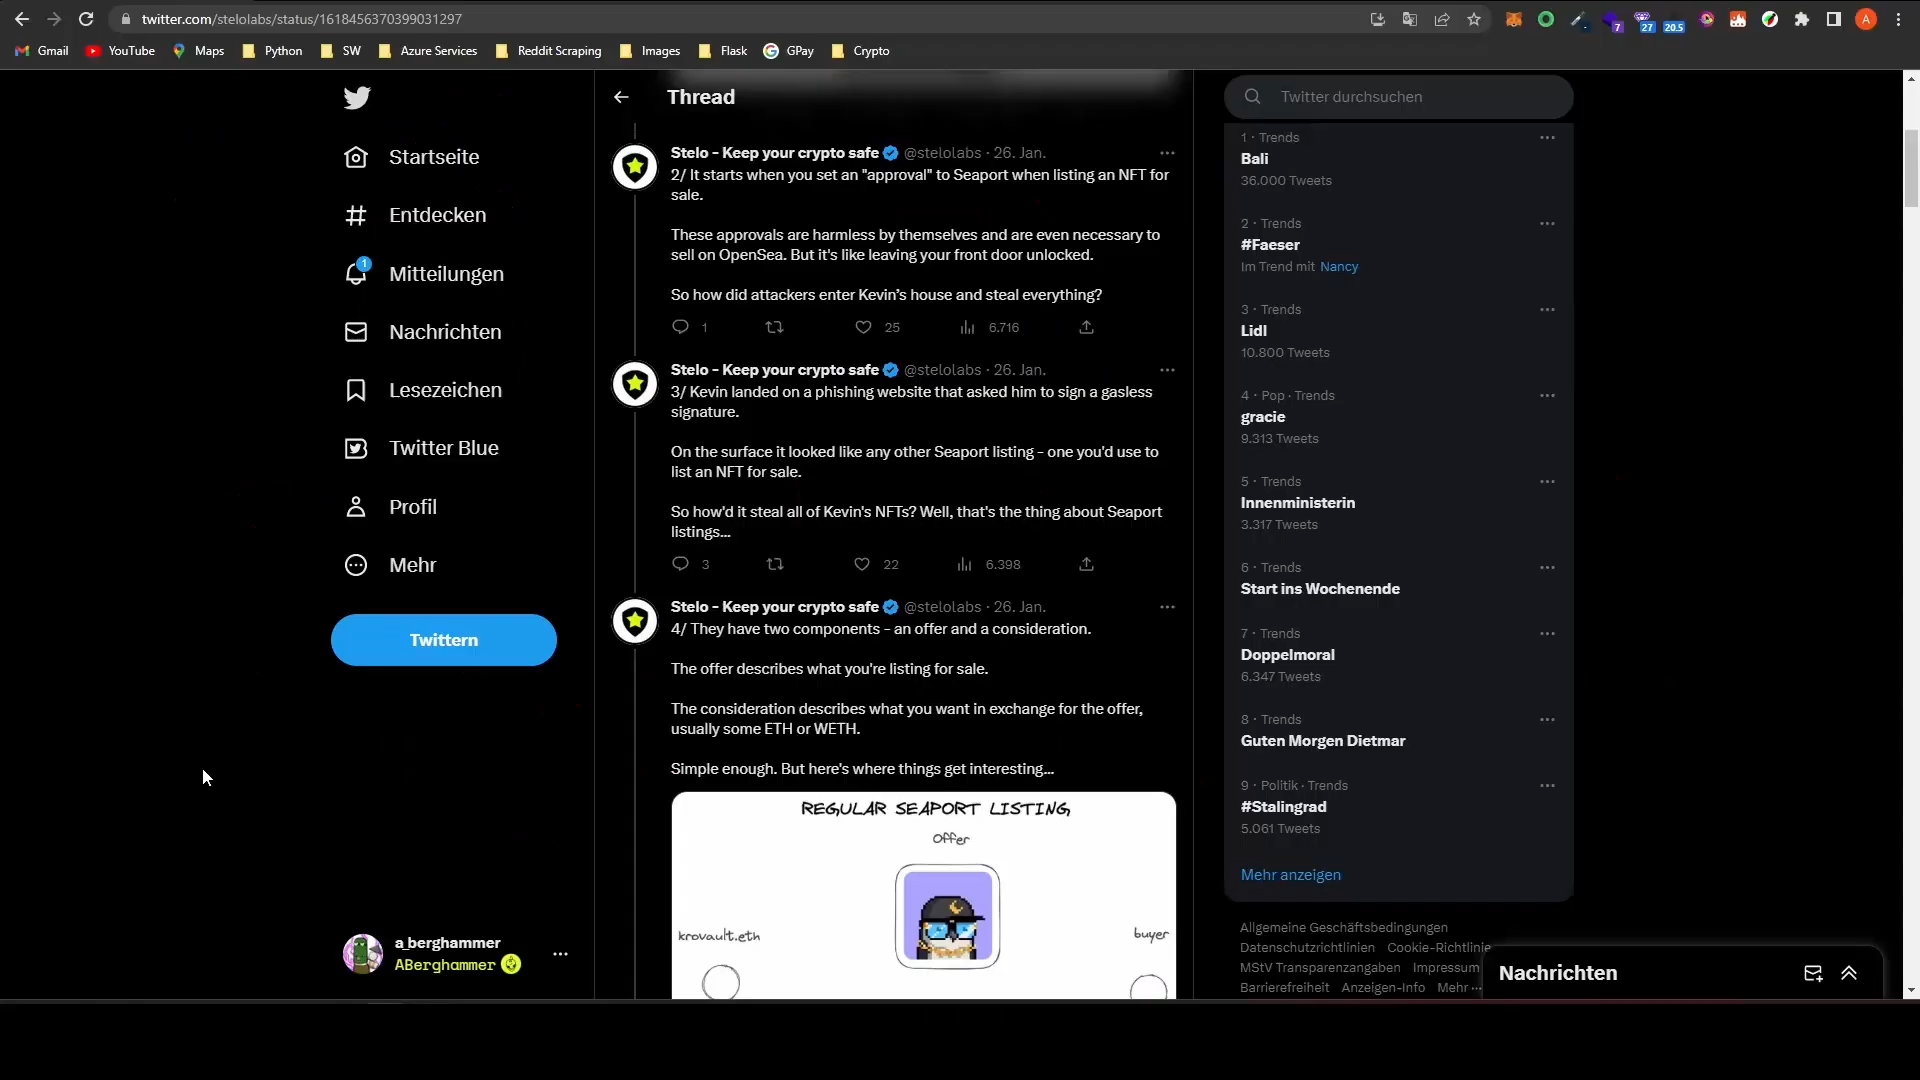 twitter.com/stelolabs/status/1618456370399031297
7
27
20.5
A
Gmail
YouTube
Maps
Python
SW
Azure Services
Reddit Scraping
Images
Flask
GPay
Crypto
Startseite
Entdecken
1
Mitteilungen
Nachrichten
Lesezeichen
Twitter Blue
Profil
Mehr
Twittern
a_berghammer
ABerghammer
Thread
Stelo - Keep your crypto safe @stelolabs · 26. Jan.
2/ It starts when you set an "approval" to Seaport when listing an NFT for
sale.
These approvals are harmless by themselves and are even necessary to
sell on OpenSea. But it's like leaving your front door unlocked.
So how did attackers enter Kevin’s house and steal everything?
1
25
6.716
Stelo - Keep your crypto safe @stelolabs · 26. Jan.
3/ Kevin landed on a phishing website that asked him to sign a gasless
signature.
On the surface it looked like any other Seaport listing - one you'd use to
list an NFT for sale.
So how'd it steal all of Kevin's NFTs? Well, that's the thing about Seaport
listings...
3
22
6.398
Stelo - Keep your crypto safe @stelolabs · 26. Jan.
4/ They have two components - an offer and a consideration.
The offer describes what you're listing for sale.
The consideration describes what you want in exchange for the offer,
usually some ETH or WETH.
Simple enough. But here's where things get interesting...
REGULAR SEAPORT LISTING
Offer
krovault.eth
buyer
Twitter durchsuchen
1 · Trends
Bali
36.000 Tweets
2 · Trends
#Faeser
Im Trend mit Nancy
3 · Trends
Lidl
10.800 Tweets
4 · Pop · Trends
gracie
9.313 Tweets
5 · Trends
Innenministerin
3.317 Tweets
6 · Trends
Start ins Wochenende
7 · Trends
Doppelmoral
6.347 Tweets
8 · Trends
Guten Morgen Dietmar
9 · Politik · Trends
#Stalingrad
5.061 Tweets
Mehr anzeigen
Allgemeine Geschäftsbedingungen
Datenschutzrichtlinien Cookie-Richtlinie
MStV Transparenzangaben Impressum
Barrierefreiheit Anzeigen-Info Mehr ···
Nachrichten